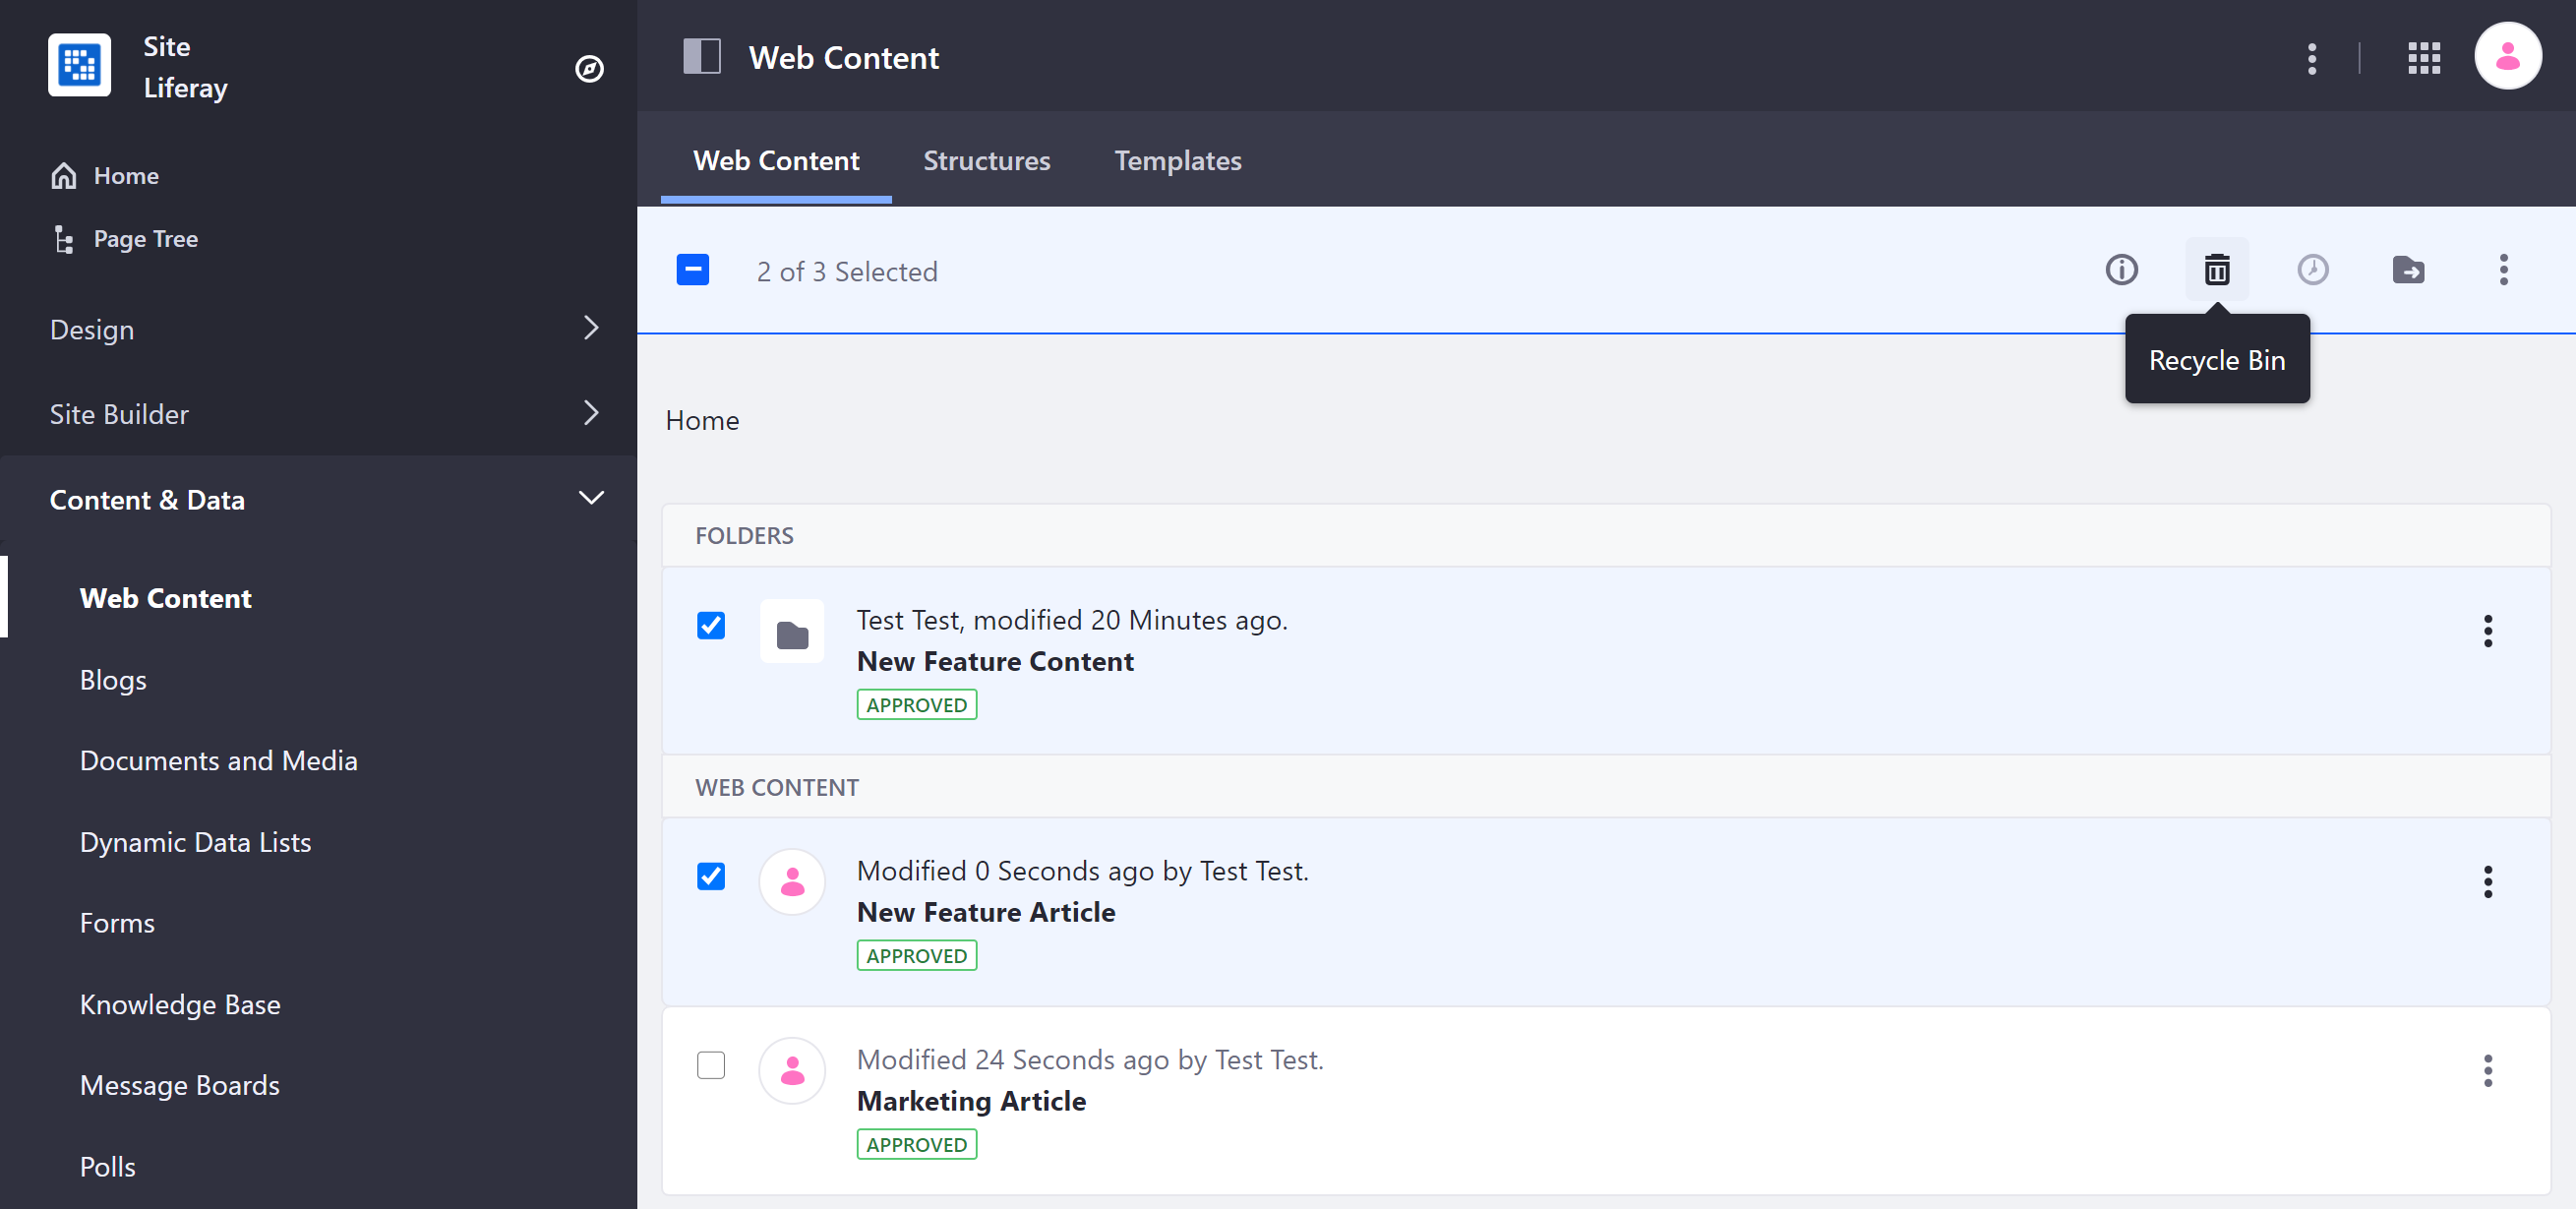 Site
Liferay
Home
Page Tree
Design
Site Builder
Content & Data
Web Content
Blogs
Documents and Media
Dynamic Data Lists
Forms
Knowledge Base
Message Boards
Polls
Web Content
Web Content Structures Templates
2 of 3 Selected
Recycle Bin
Home
FOLDERS
Test Test, modified 20 Minutes ago.
New Feature Content
APPROVED
WEB CONTENT
Modified 0 Seconds ago by Test Test.
New Feature Article
APPROVED
Modified 24 Seconds ago by Test Test.
Marketing Article
APPROVED